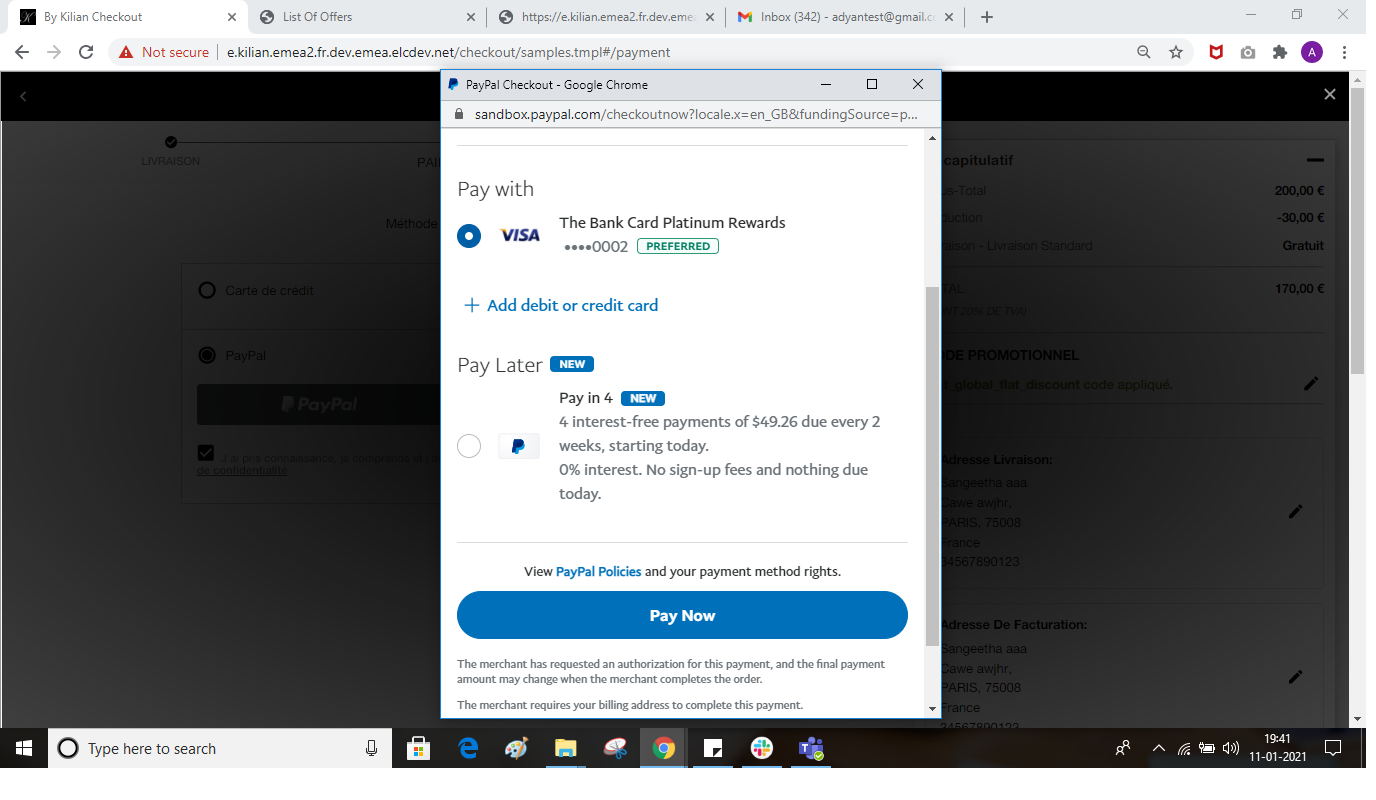 By Kilian Checkout
List Of Offers
https://e.kilian.emea2.fr.dev.eme
Inbox (342) - adyantest@gmail.c
Not secure
e.kilian.emea2.fr.dev.emea.elcdev.net/checkout/samples.tmpl#/payment
A
PayPal Checkout - Google Chrome
sandbox.paypal.com/checkoutnow?locale.x=en_GB&fundingSource=p...
LIVRAISON
PAI
Méthode
Carte de crédit
PayPal
PayPal
J'ai pris connaissance, je comprends et j'a
de confidentialité
Pay with
VISA
The Bank Card Platinum Rewards
••••0002 PREFERRED
+ Add debit or credit card
Pay Later NEW
Pay in 4 NEW
4 interest-free payments of $49.26 due every 2
weeks, starting today.
0% interest. No sign-up fees and nothing due
today.
View PayPal Policies and your payment method rights.
Pay Now
The merchant has requested an authorization for this payment, and the final payment
amount may change when the merchant completes the order.
The merchant requires your billing address to complete this payment.
capitulatif
us-Total 200,00 €
duction -30,00 €
raison - Livraison Standard Gratuit
TAL 170,00 €
NT 20% DE TVA)
DE PROMOTIONNEL
t_global_flat_discount code appliqué.
Adresse Livraison:
Sangeetha aaa
Cawe awjhr,
PARIS, 75008
France
34567890123
Adresse De Facturation:
Sangeetha aaa
Cawe awjhr,
PARIS, 75008
France
34567890123
Type here to search
19:41
11-01-2021